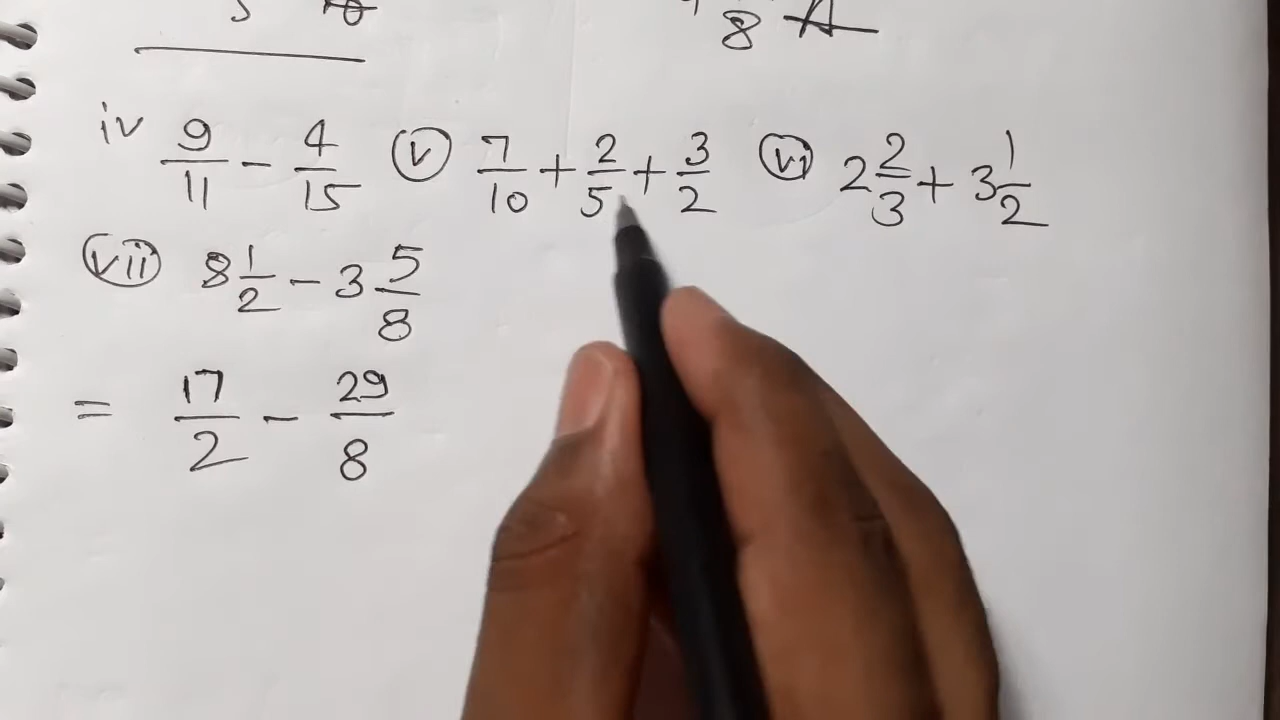 8
iv 9/11 - 4/15 (v) 7/10 + 2/5 + 3/2 (vi) 2 2/3 + 3 1/2
(vii) 8 1/2 - 3 5/8
= 17/2 - 29/8